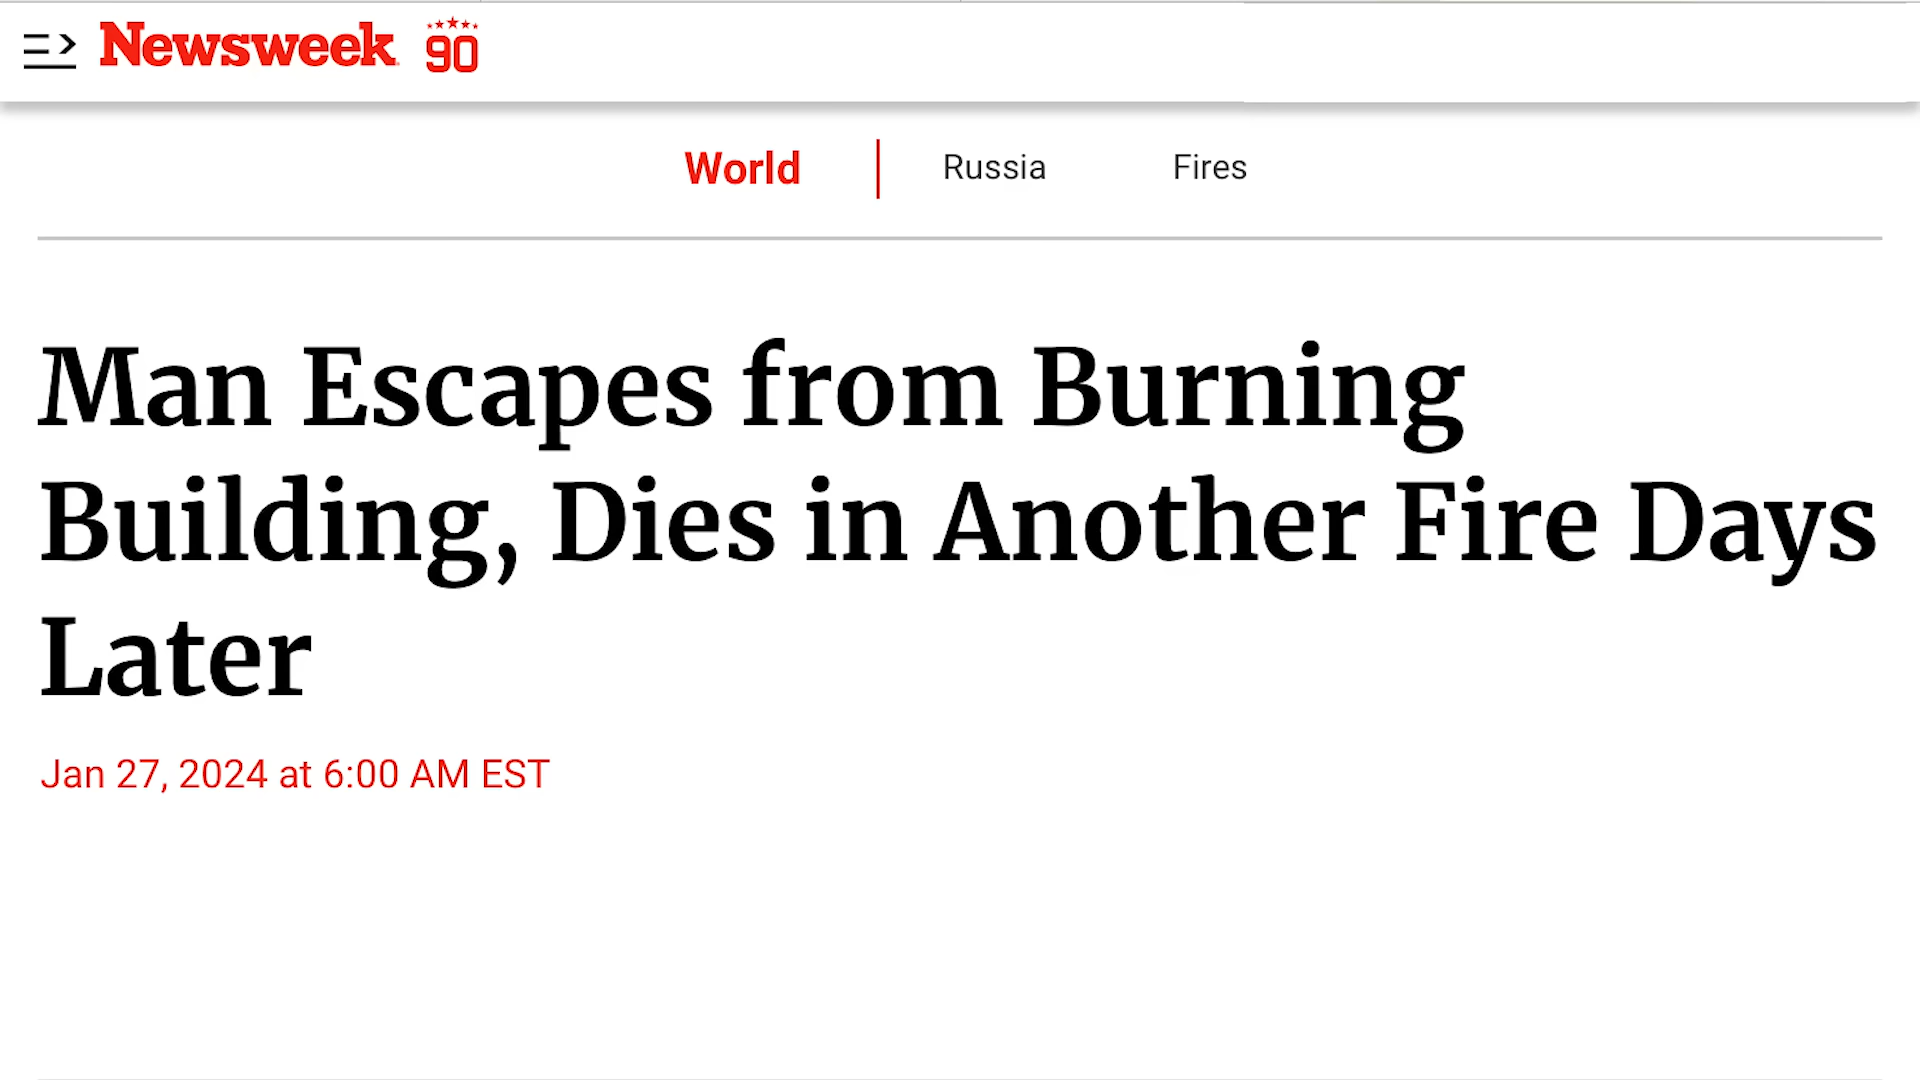 Newsweek 90
World Russia Fires
Man Escapes from Burning
Building, Dies in Another Fire Days
Later
Jan 27, 2024 at 6:00 AM EST